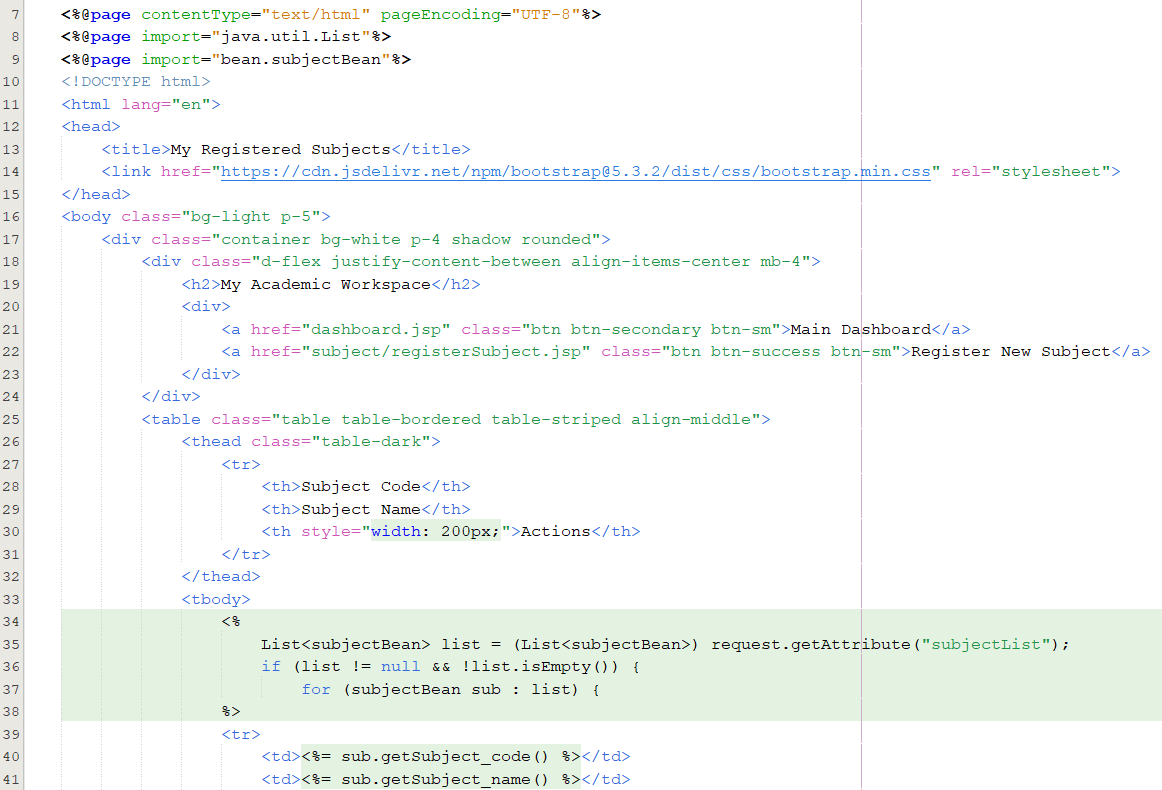 7 <%@page contentType="text/html" pageEncoding="UTF-8"%>
8 <%@page import="java.util.List"%>
9 <%@page import="bean.subjectBean"%>
10 <!DOCTYPE html>
11 <html lang="en">
12 <head>
13     <title>My Registered Subjects</title>
14     <link href="https://cdn.jsdelivr.net/npm/bootstrap@5.3.2/dist/css/bootstrap.min.css" rel="stylesheet">
15 </head>
16 <body class="bg-light p-5">
17     <div class="container bg-white p-4 shadow rounded">
18         <div class="d-flex justify-content-between align-items-center mb-4">
19             <h2>My Academic Workspace</h2>
20             <div>
21                 <a href="dashboard.jsp" class="btn btn-secondary btn-sm">Main Dashboard</a>
22                 <a href="subject/registerSubject.jsp" class="btn btn-success btn-sm">Register New Subject</a>
23             </div>
24         </div>
25         <table class="table table-bordered table-striped align-middle">
26             <thead class="table-dark">
27                 <tr>
28                     <th>Subject Code</th>
29                     <th>Subject Name</th>
30                     <th style="width: 200px;">Actions</th>
31                 </tr>
32             </thead>
33             <tbody>
34                 <%
35                     List<subjectBean> list = (List<subjectBean>) request.getAttribute("subjectList");
36                     if (list != null && !list.isEmpty()) {
37                         for (subjectBean sub : list) {
38                 %>
39                 <tr>
40                     <td><%= sub.getSubject_code() %></td>
41                     <td><%= sub.getSubject_name() %></td>